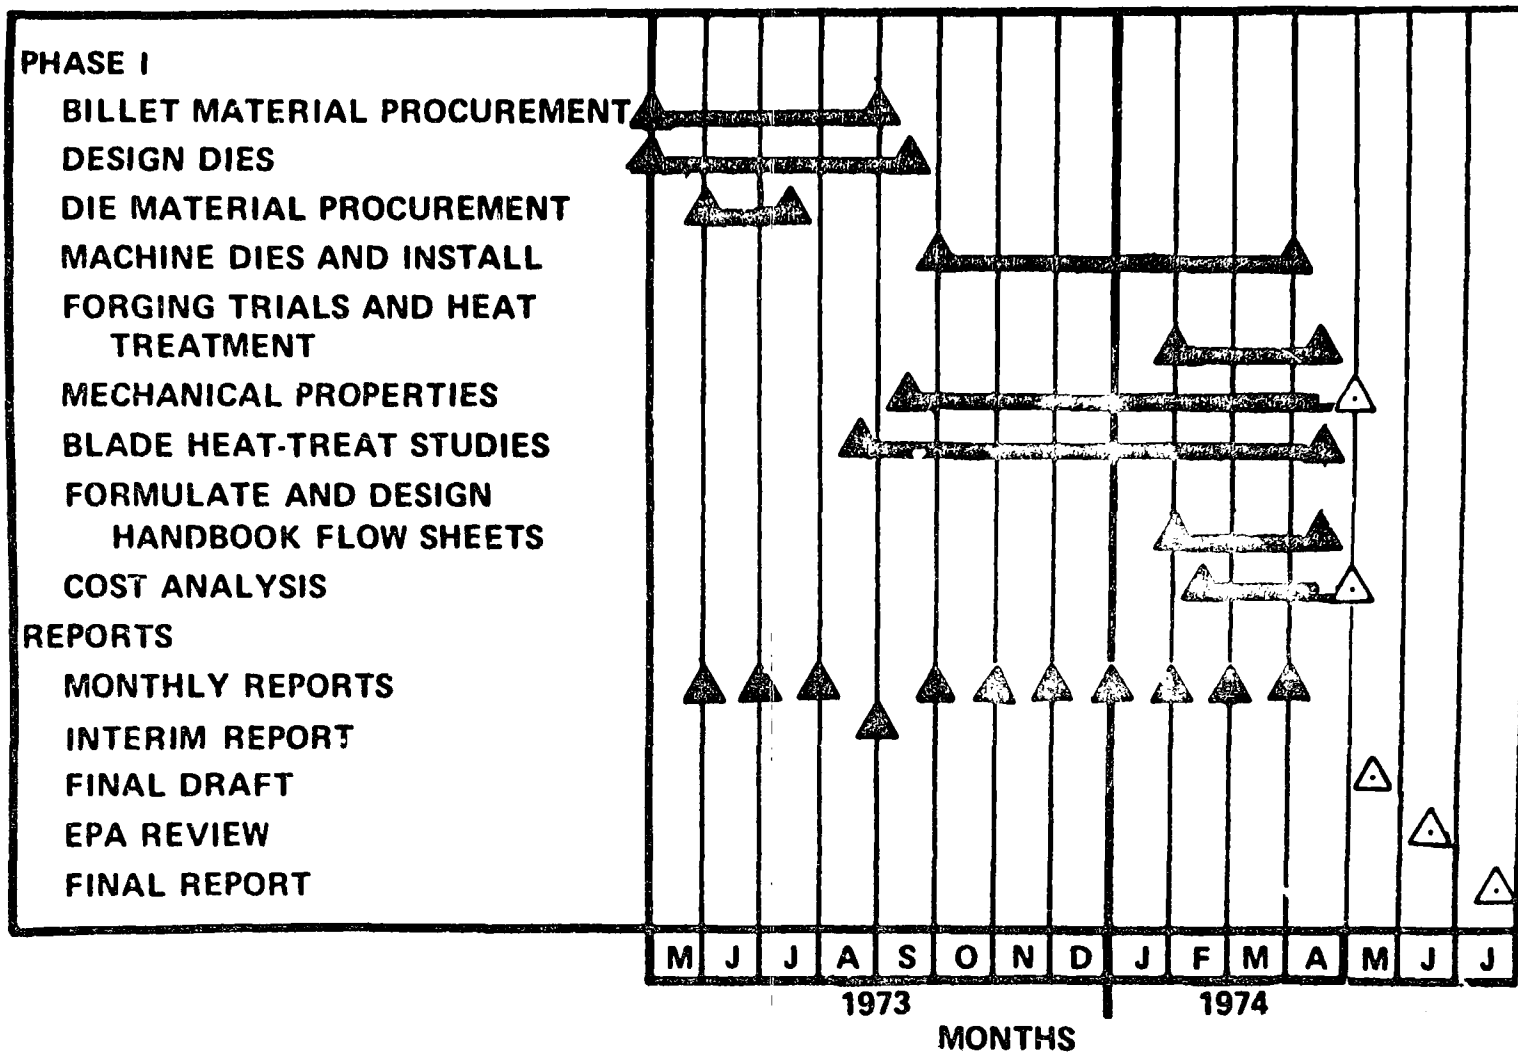 PHASE I
BILLET MATERIAL PROCUREMENT
DESIGN DIES
DIE MATERIAL PROCUREMENT
MACHINE DIES AND INSTALL
FORGING TRIALS AND HEAT
TREATMENT
MECHANICAL PROPERTIES
BLADE HEAT-TREAT STUDIES
FORMULATE AND DESIGN
HANDBOOK FLOW SHEETS
COST ANALYSIS
REPORTS
MONTHLY REPORTS
INTERIM REPORT
FINAL DRAFT
EPA REVIEW
FINAL REPORT
M J J A S O N D J F M A M J J
1973 1974
MONTHS